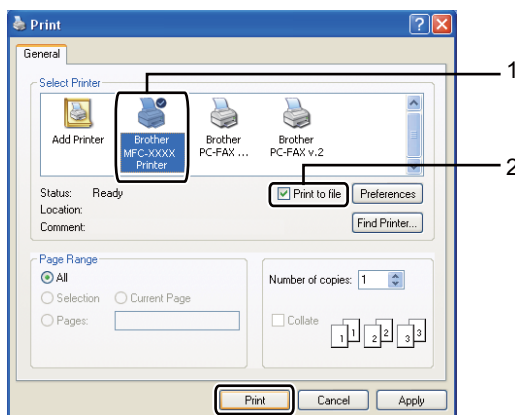 Print
General
1
Select Printer
Add Printer
Brother
MFC-XXXX
Printer
Brother
PC-FAX ...
Brother
PC-FAX v.2
2
Status: Ready
Print to file
Preferences
Location:
Comment:
Find Printer...
Page Range
All
Selection
Current Page
Pages:
Number of copies: 1
Collate
1 1 2 2 3 3
Print
Cancel
Apply